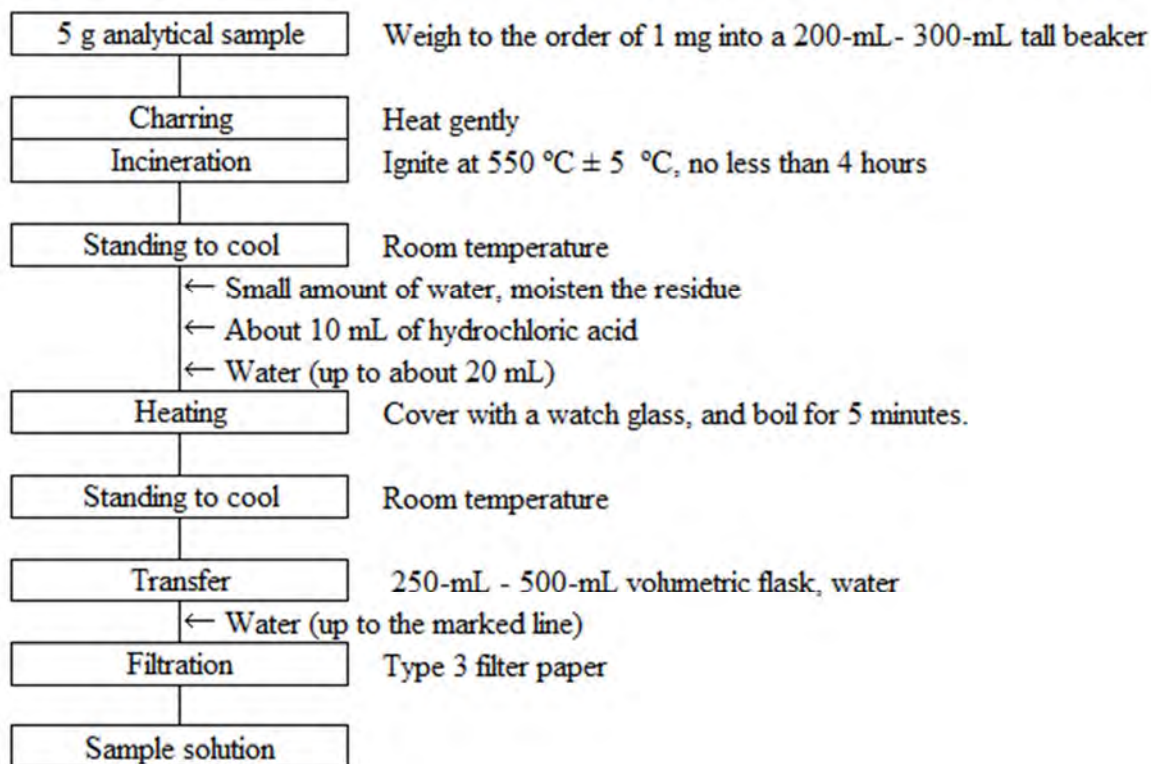 5 g analytical sample Weigh to the order of 1 mg into a 200-mL- 300-mL tall beaker
Charring Heat gently
Incineration Ignite at 550 °C ± 5 °C, no less than 4 hours
Standing to cool Room temperature
← Small amount of water, moisten the residue
← About 10 mL of hydrochloric acid
← Water (up to about 20 mL)
Heating Cover with a watch glass, and boil for 5 minutes.
Standing to cool Room temperature
Transfer 250-mL - 500-mL volumetric flask, water
← Water (up to the marked line)
Filtration Type 3 filter paper
Sample solution